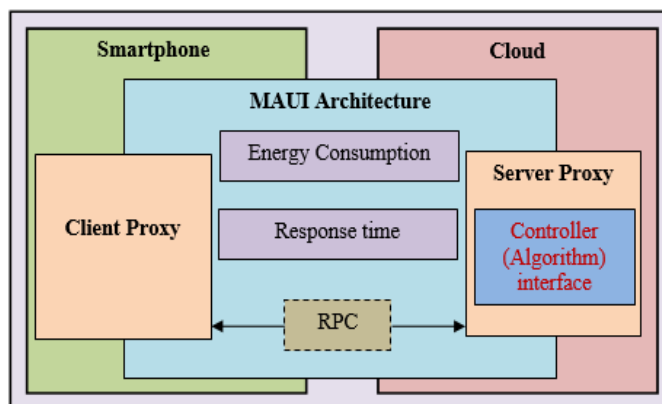 Smartphone
Cloud
MAUI Architecture
Energy Consumption
Server Proxy
Client Proxy
Response time
Controller
(Algorithm)
interface
RPC